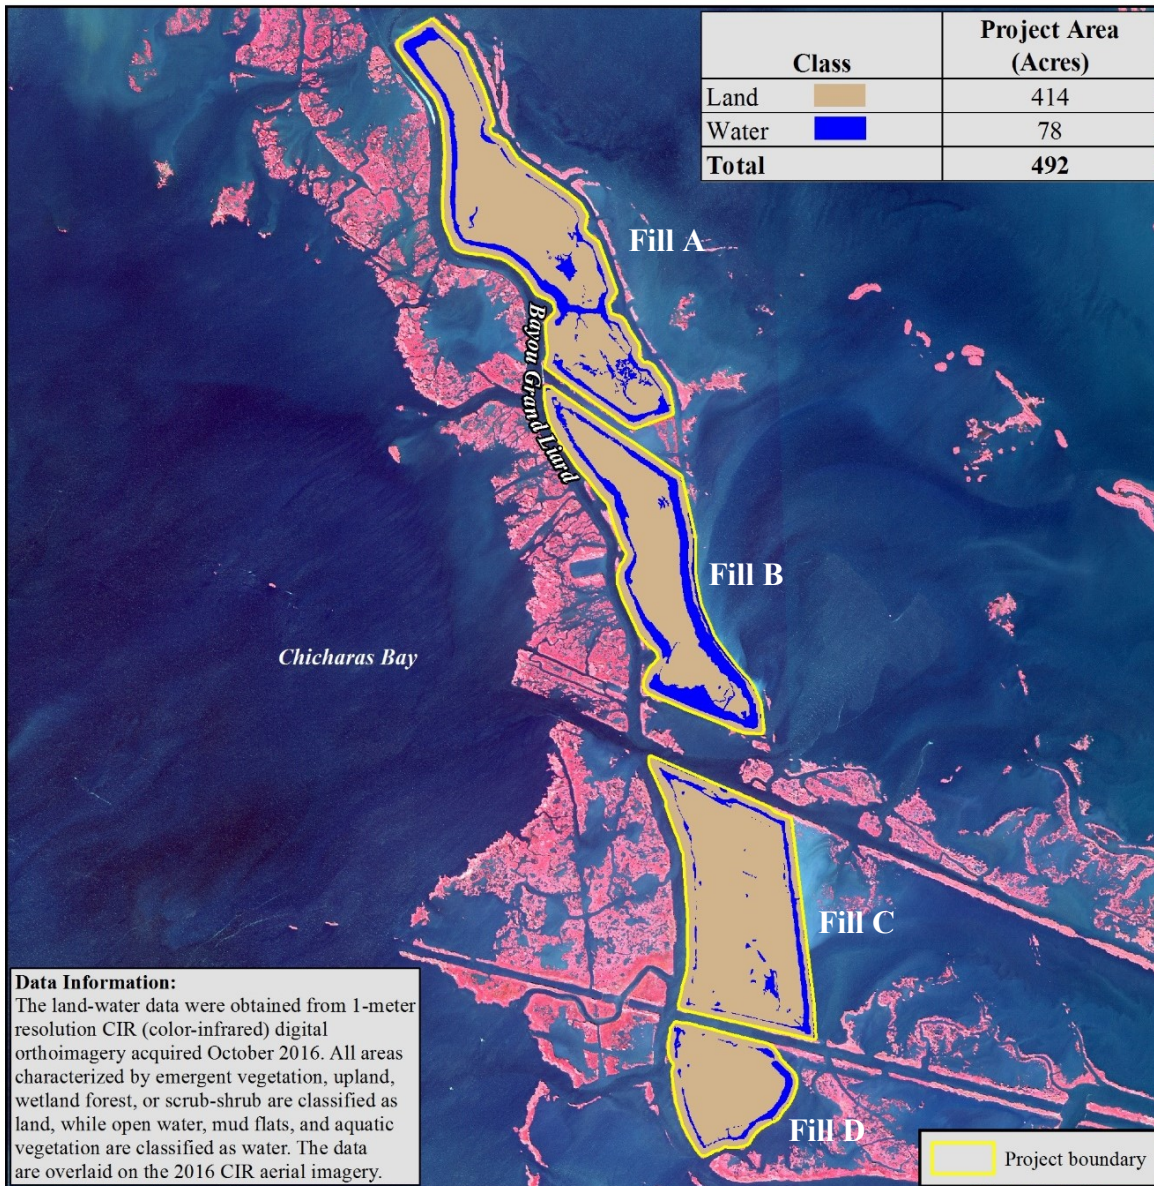 Class Project Area
(Acres)
Land 414
Water 78
Total 492
Fill A
Bayou Grand Liard
Fill B
Chicharas Bay
Fill C
Fill D
Data Information:
The land-water data were obtained from 1-meter
resolution CIR (color-infrared) digital
orthoimagery acquired October 2016. All areas
characterized by emergent vegetation, upland,
wetland forest, or scrub-shrub are classified as
land, while open water, mud flats, and aquatic
vegetation are classified as water. The data
are overlaid on the 2016 CIR aerial imagery.
Project boundary